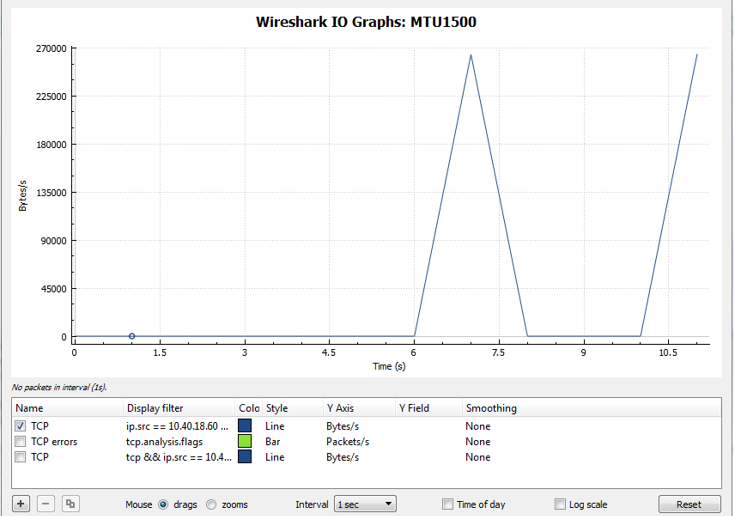 Wireshark IO Graphs: MTU1500
270000
225000
180000
135000
90000
45000
0
Bytes/s
0 1.5 3 4.5 6 7.5 9 10.5
Time (s)
No packets in interval (1s).
Name Display filter Colo Style Y Axis Y Field Smoothing
TCP ip.src == 10.40.18.60 ... Line Bytes/s None
TCP errors tcp.analysis.flags Bar Packets/s None
TCP tcp && ip.src == 10.4... Line Bytes/s None
+ − Mouse drags zooms Interval 1 sec Time of day Log scale Reset